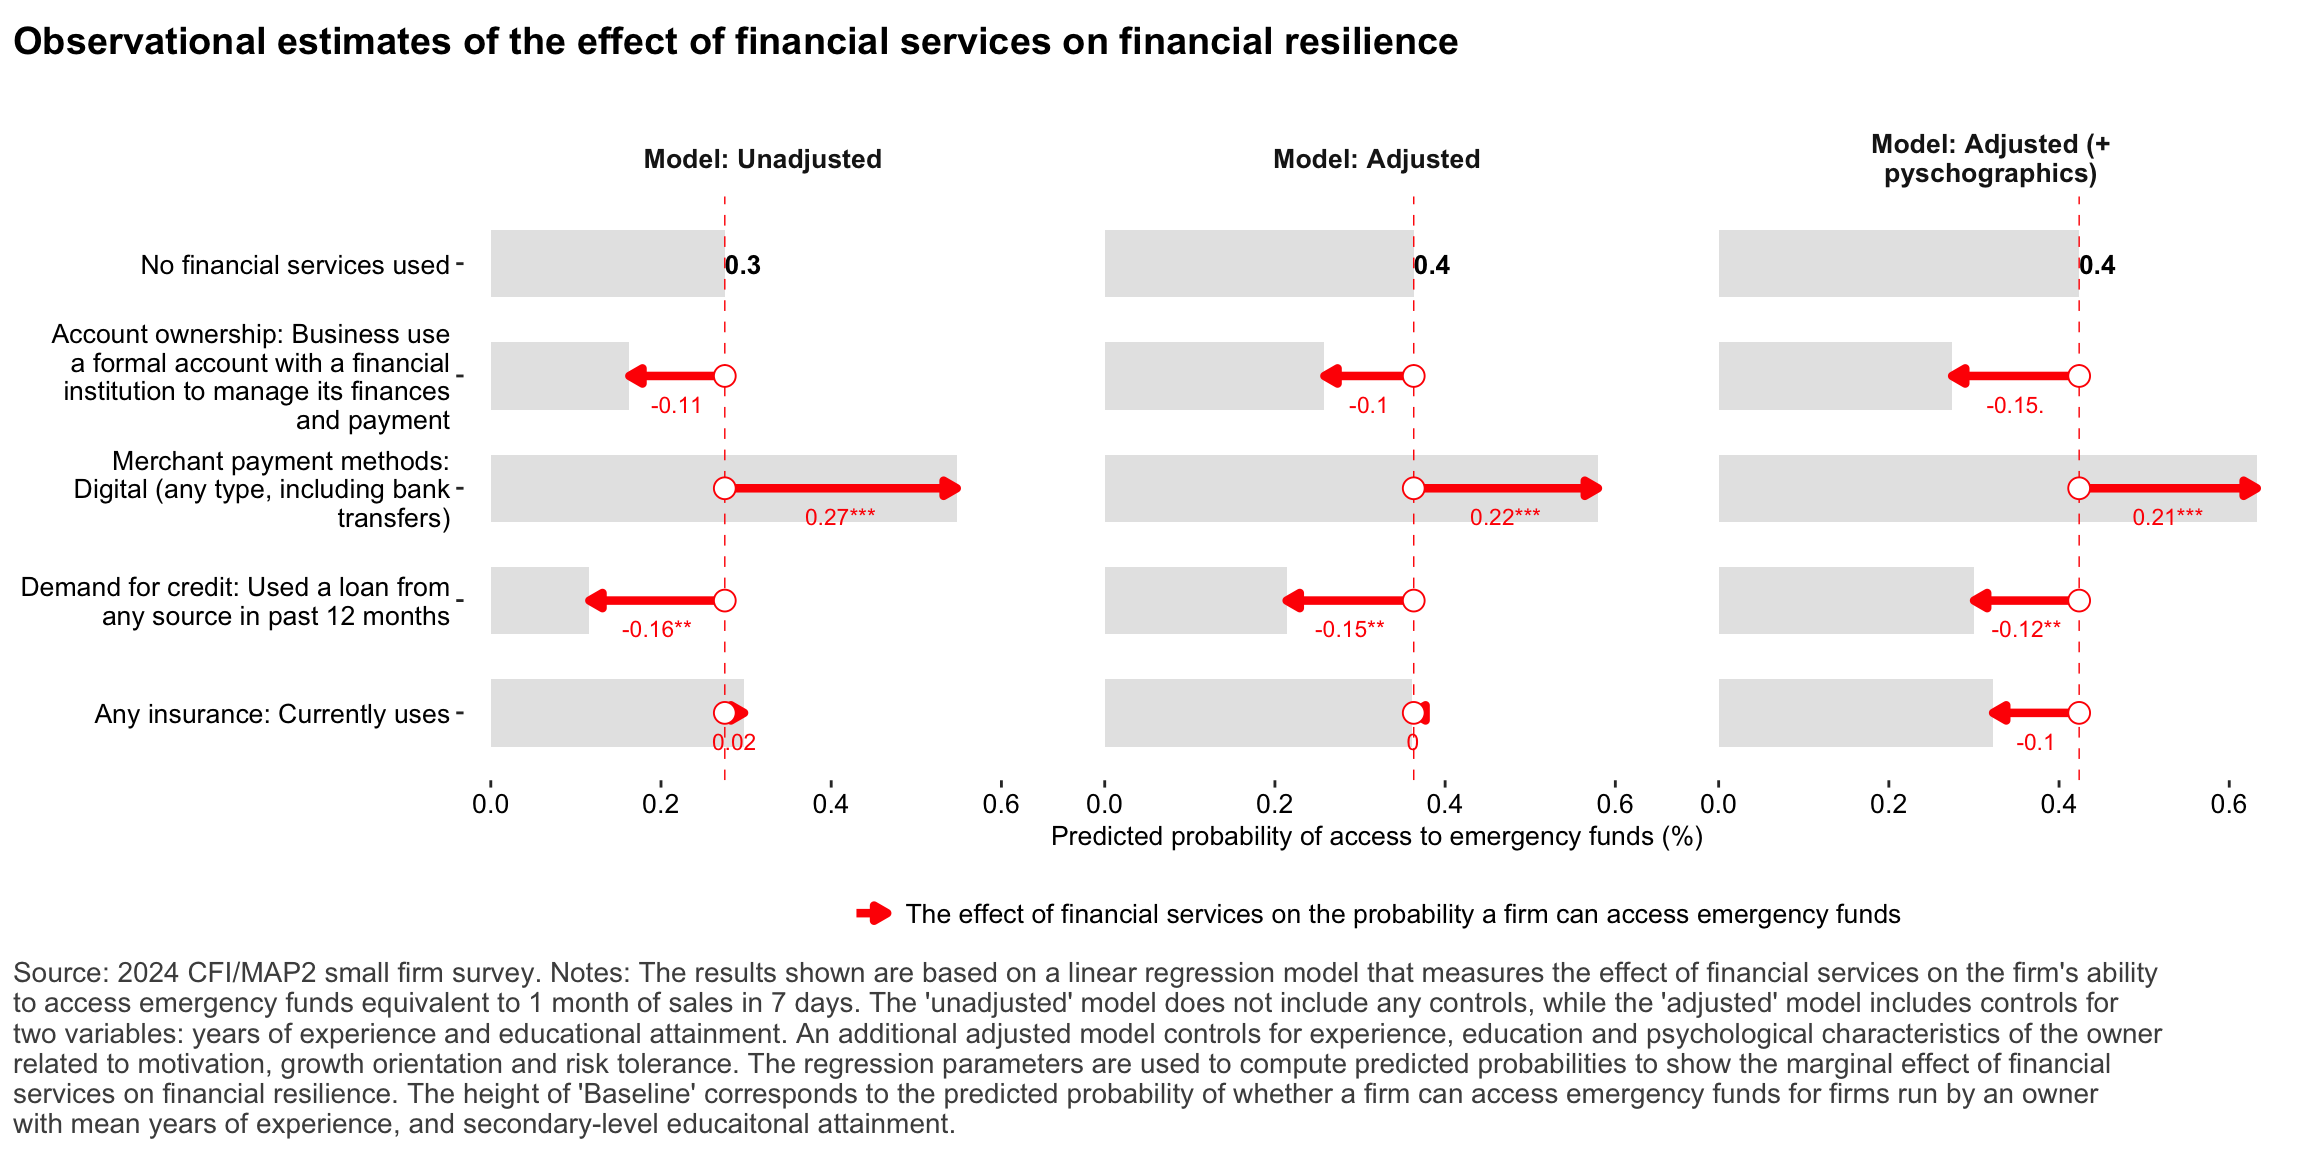 Observational estimates of the effect of financial services on financial resilience
Model: Unadjusted
Model: Adjusted
Model: Adjusted (+
pyschographics)
No financial services used
0.3
0.4
0.4
Account ownership: Business use
a formal account with a financial
institution to manage its finances
and payment
-0.11
-0.1
-0.15.
Merchant payment methods:
Digital (any type, including bank
transfers)
0.27***
0.22***
0.21***
Demand for credit: Used a loan from
any source in past 12 months
-0.16**
-0.15**
-0.12**
Any insurance: Currently uses
0.02
0
-0.1
0.0 0.2 0.4 0.6
0.0 0.2 0.4 0.6
0.0 0.2 0.4 0.6
Predicted probability of access to emergency funds (%)
The effect of financial services on the probability a firm can access emergency funds
Source: 2024 CFI/MAP2 small firm survey. Notes: The results shown are based on a linear regression model that measures the effect of financial services on the firm's ability
to access emergency funds equivalent to 1 month of sales in 7 days. The 'unadjusted' model does not include any controls, while the 'adjusted' model includes controls for
two variables: years of experience and educational attainment. An additional adjusted model controls for experience, education and psychological characteristics of the owner
related to motivation, growth orientation and risk tolerance. The regression parameters are used to compute predicted probabilities to show the marginal effect of financial
services on financial resilience. The height of 'Baseline' corresponds to the predicted probability of whether a firm can access emergency funds for firms run by an owner
with mean years of experience, and secondary-level educaitonal attainment.